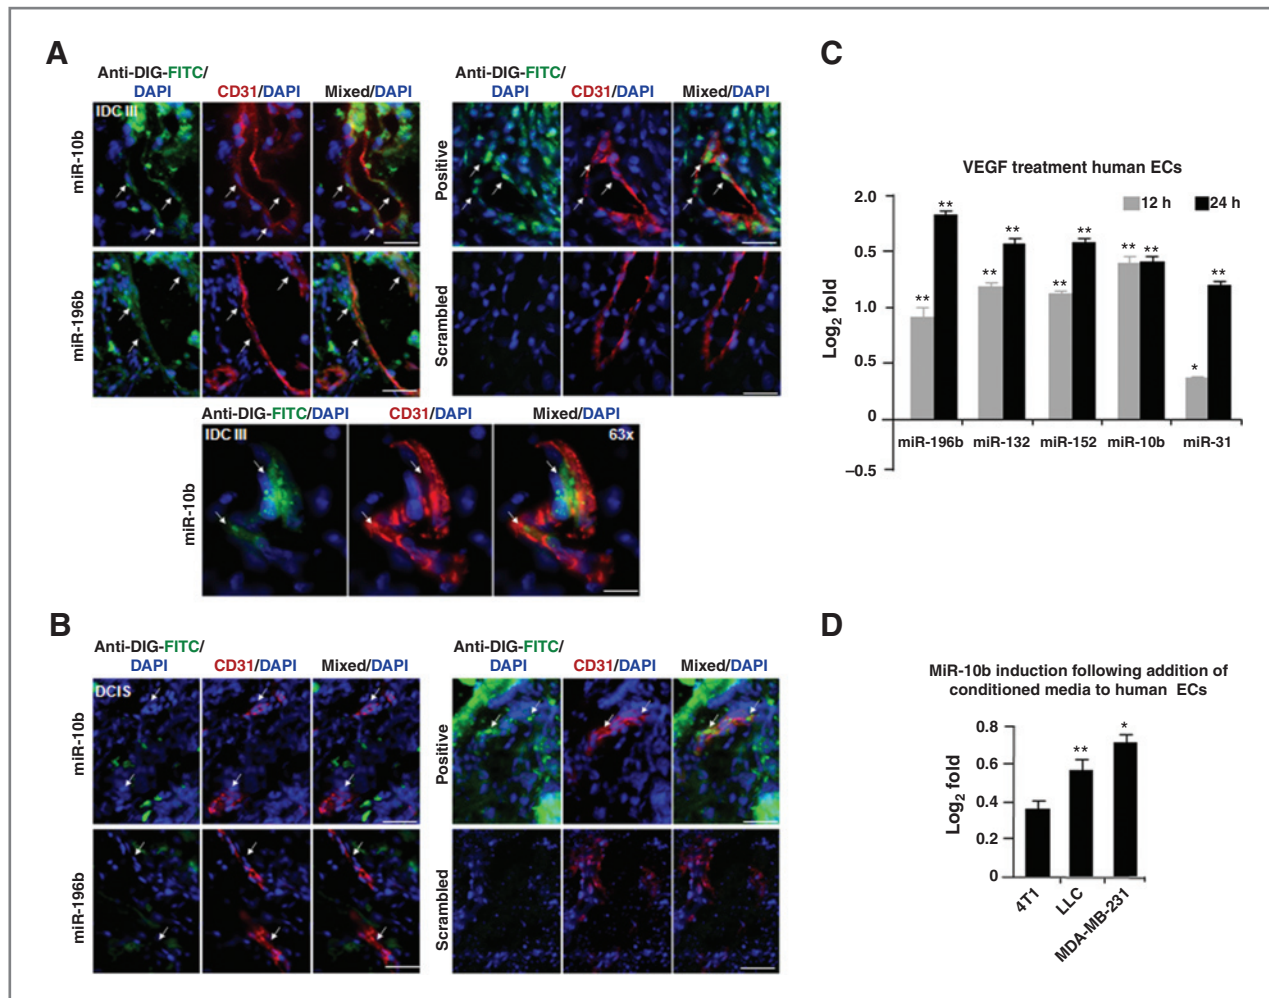 A
Anti-DIG-FITC/
DAPI
CD31/DAPI
Mixed/DAPI
IDC III
miR-10b
miR-196b
Anti-DIG-FITC/
DAPI
CD31/DAPI
Mixed/DAPI
Positive
Scrambled
Anti-DIG-FITC/DAPI
CD31/DAPI
Mixed/DAPI
IDC III
63x
miR-10b
B
Anti-DIG-FITC/
DAPI
CD31/DAPI
Mixed/DAPI
DCIS
miR-10b
miR-196b
Anti-DIG-FITC/
DAPI
CD31/DAPI
Mixed/DAPI
Positive
Scrambled
C
VEGF treatment human ECs
12 h
24 h
Log2 fold
2.0
0.5
1.0
0.5
0
−0.5
**
**
**
**
**
**
**
**
*
**
miR-196b
miR-132
miR-152
miR-10b
miR-31
D
MiR-10b induction following addition of
conditioned media to human ECs
Log2 fold
0.8
0.6
0.4
0.2
0
**
*
4T1
LLC
MDA-MB-231